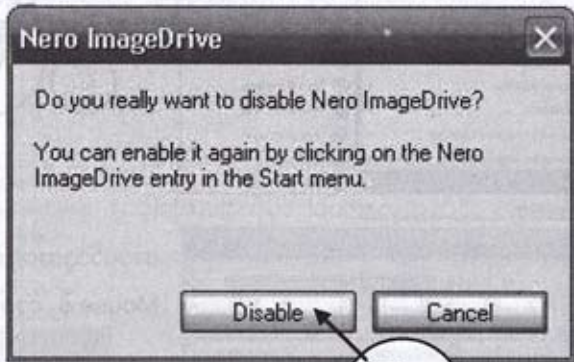 Nero ImageDrive
Do you really want to disable Nero ImageDrive?
You can enable it again by clicking on the Nero
ImageDrive entry in the Start menu.
Disable
Cancel